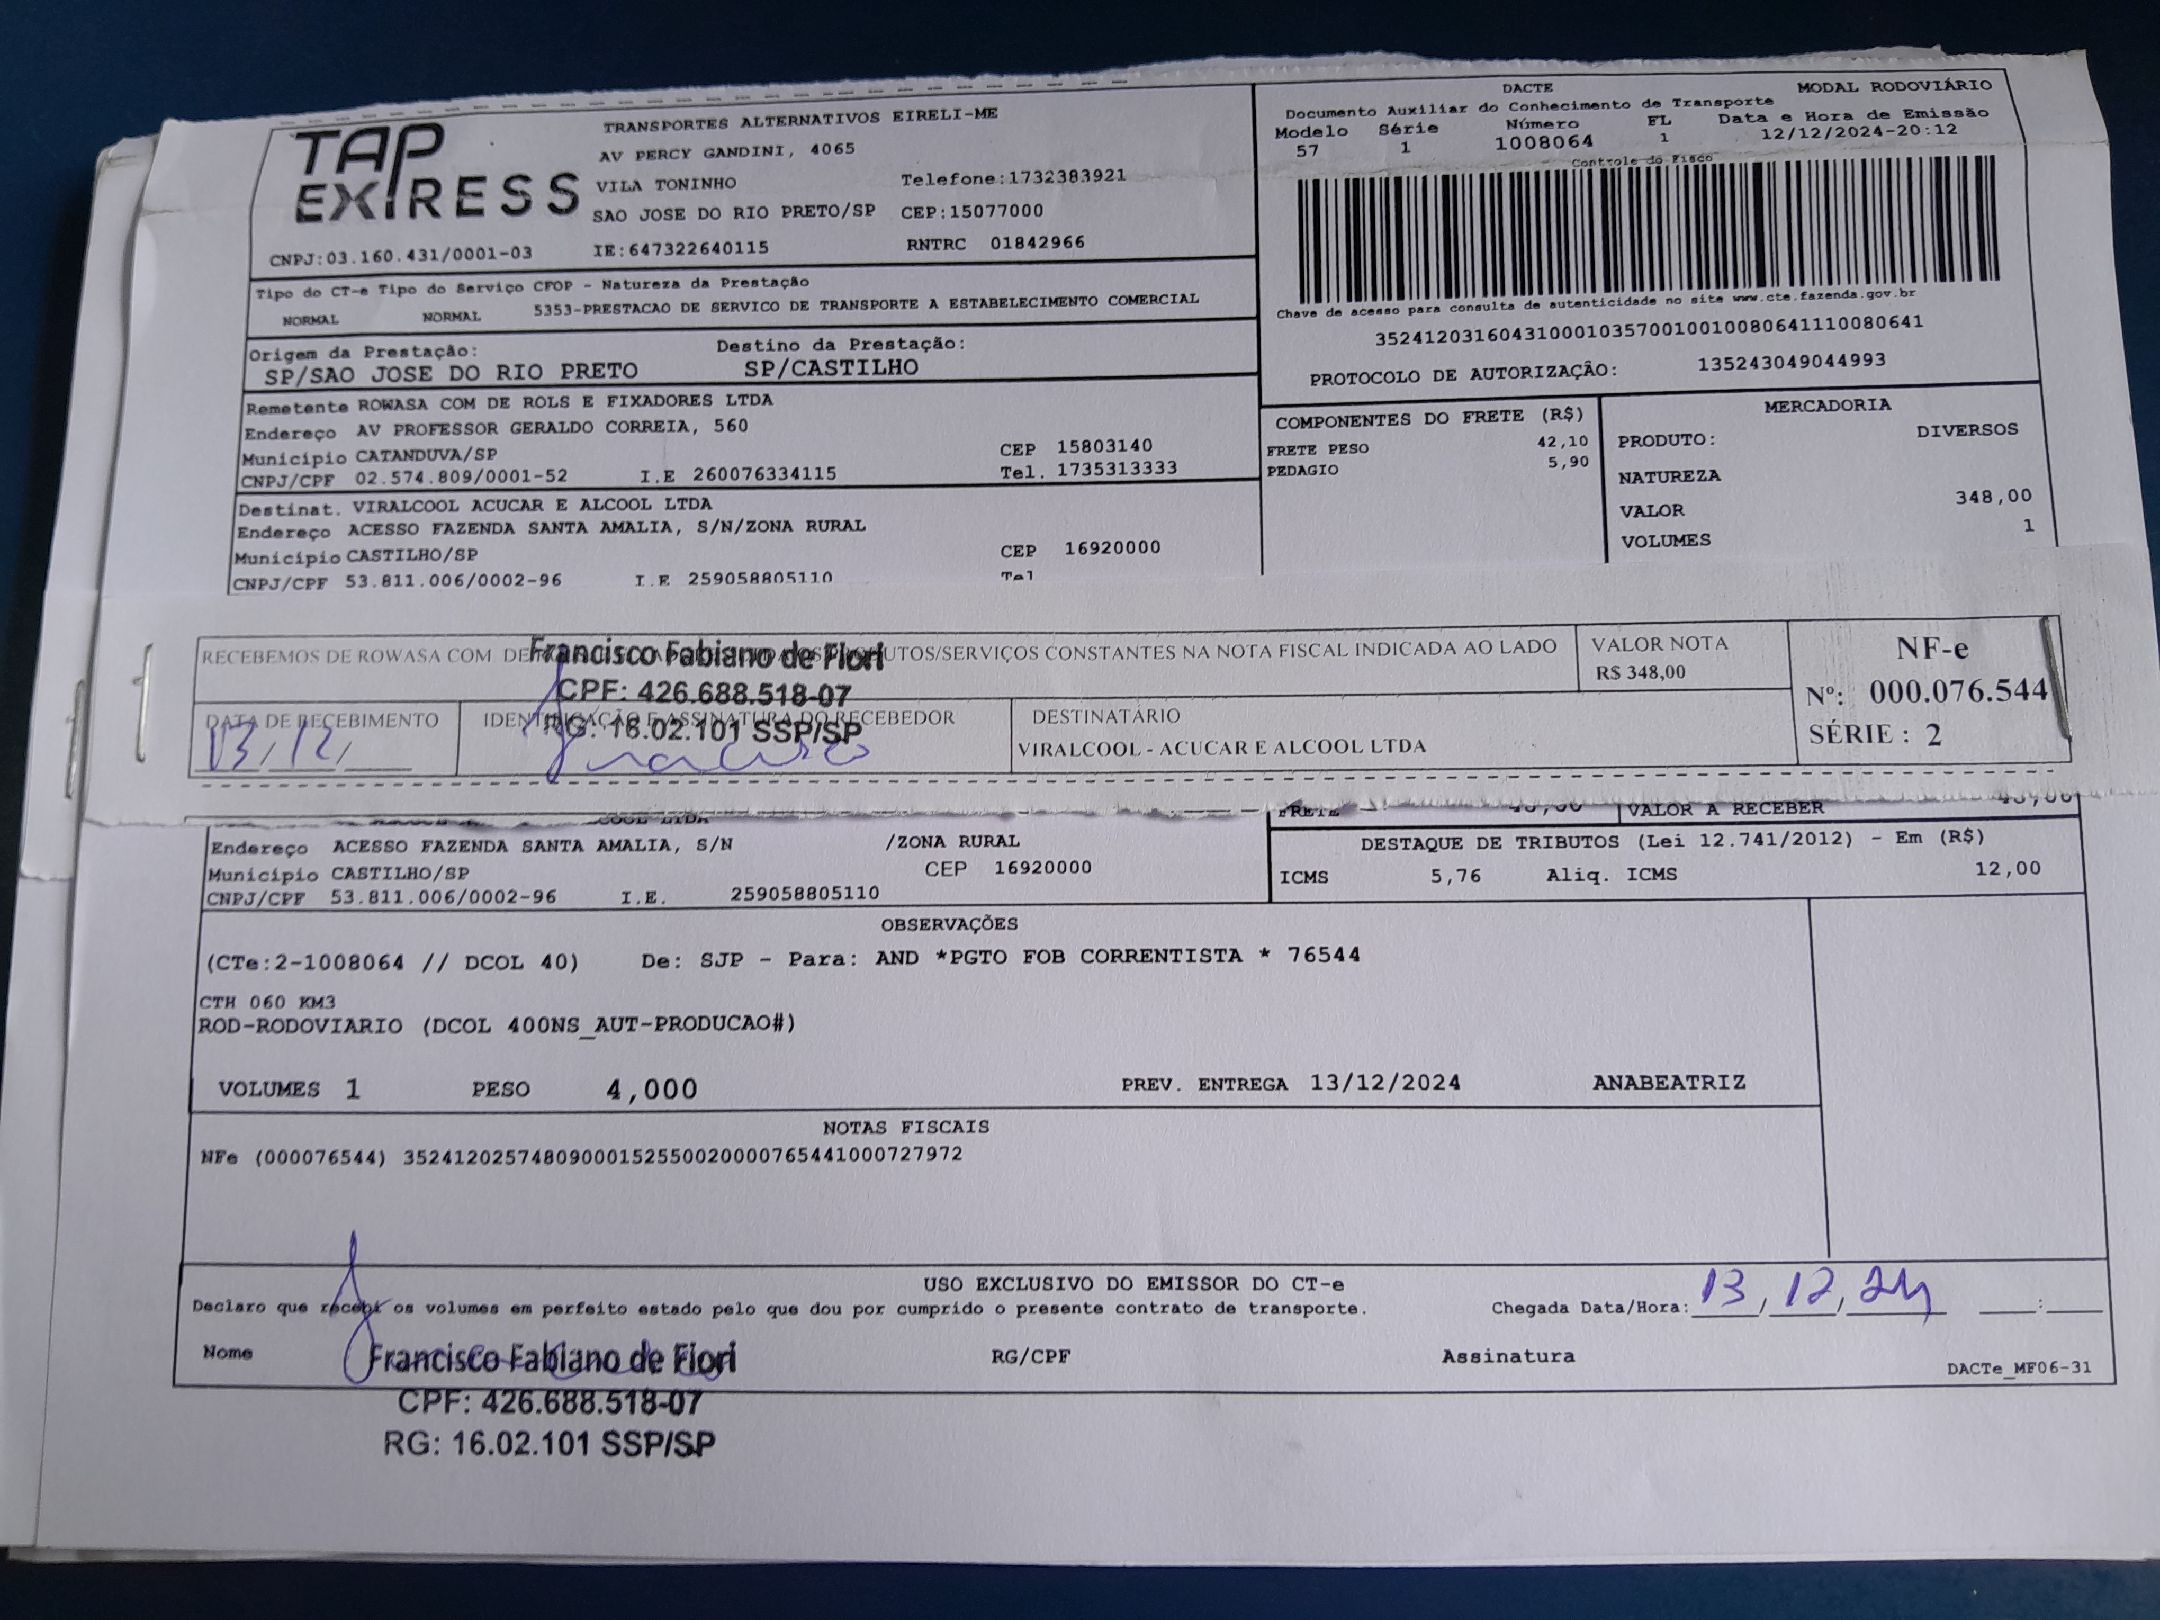 TAP EXPRESS
TRANSPORTES ALTERNATIVOS EIRELI-ME
AV PERCY GANDINI, 4065
VILA TONINHO Telefone:1732383921
SAO JOSE DO RIO PRETO/SP CEP:15077000
CNPJ:03.160.431/0001-03 IE:647322640115 RNTRC 01842966
DACTE MODAL RODOVIÁRIO
Documento Auxiliar do Conhecimento de Transporte
Modelo Série Número FL Data e Hora de Emissão
57 1 1008064 1 12/12/2024-20:12
Controle do Fisco
Chave de acesso para consulta de autenticidade no site www.cte.fazenda.gov.br
35241203160431000103570010010080641110080641
PROTOCOLO DE AUTORIZAÇÃO: 135243049044993
Tipo do CT-e Tipo do Serviço CFOP - Natureza da Prestação
NORMAL NORMAL 5353-PRESTACAO DE SERVICO DE TRANSPORTE A ESTABELECIMENTO COMERCIAL
Origem da Prestação: Destino da Prestação:
SP/SAO JOSE DO RIO PRETO SP/CASTILHO
Remetente ROWASA COM DE ROLS E FIXADORES LTDA
Endereço AV PROFESSOR GERALDO CORREIA, 560
Município CATANDUVA/SP CEP 15803140
CNPJ/CPF 02.574.809/0001-52 I.E 260076334115 Tel. 1735313333
Destinat. VIRALCOOL ACUCAR E ALCOOL LTDA
Endereço ACESSO FAZENDA SANTA AMALIA, S/N/ZONA RURAL
Município CASTILHO/SP CEP 16920000
CNPJ/CPF 53.811.006/0002-96 I.E 259058805110 Tel
COMPONENTES DO FRETE (R$)
FRETE PESO 42,10
PEDAGIO 5,90
MERCADORIA
PRODUTO: DIVERSOS
NATUREZA
VALOR 348,00
VOLUMES 1
RECEBEMOS DE ROWASA COM DE UTOS/SERVIÇOS CONSTANTES NA NOTA FISCAL INDICADA AO LADO
Francisco Fabiano de Fiori
CPF: 426.688.518-07
RG: 16.02.101 SSP/SP
VALOR NOTA
R$ 348,00
NF-e
Nº: 000.076.544
SÉRIE : 2
DATA DE RECEBIMENTO
13/12/
IDENTIFICAÇÃO E ASSINATURA DO RECEBEDOR
Francisco
DESTINATÁRIO
VIRALCOOL - ACUCAR E ALCOOL LTDA
FRETE VALOR A RECEBER
Endereço ACESSO FAZENDA SANTA AMALIA, S/N /ZONA RURAL
Município CASTILHO/SP CEP 16920000
CNPJ/CPF 53.811.006/0002-96 I.E. 259058805110
DESTAQUE DE TRIBUTOS (Lei 12.741/2012) - Em (R$)
ICMS 5,76 Aliq. ICMS 12,00
OBSERVAÇÕES
(CTe:2-1008064 // DCOL 40) De: SJP - Para: AND *PGTO FOB CORRENTISTA * 76544
CTH 060 KM3
ROD-RODOVIARIO (DCOL 400NS_AUT-PRODUCAO#)
VOLUMES 1 PESO 4,000 PREV. ENTREGA 13/12/2024 ANABEATRIZ
NOTAS FISCAIS
NFe (000076544) 35241202574809000152550020000765441000727972
USO EXCLUSIVO DO EMISSOR DO CT-e
Declaro que recebi os volumes em perfeito estado pelo que dou por cumprido o presente contrato de transporte. Chegada Data/Hora: 13/12/24 __:__
Nome RG/CPF Assinatura
DACTe_MF06-31
Francisco Fabiano de Fiori
CPF: 426.688.518-07
RG: 16.02.101 SSP/SP